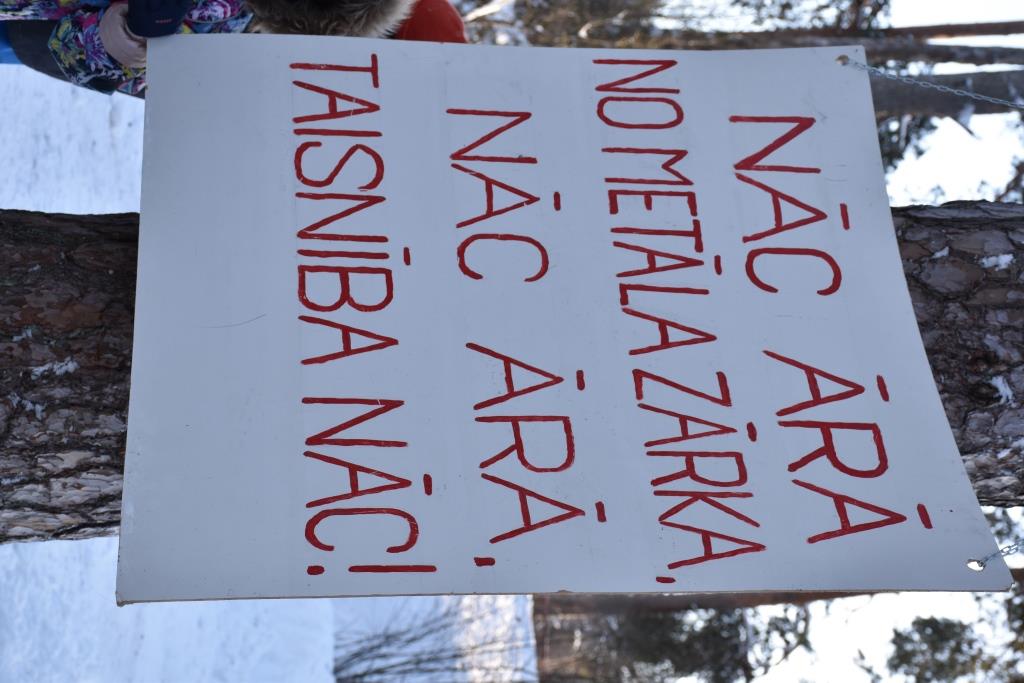 NĀC ĀRĀ
NO METĀLA ZĀRKA.
NĀC ĀRĀ.
TAISNĪBA NĀC!